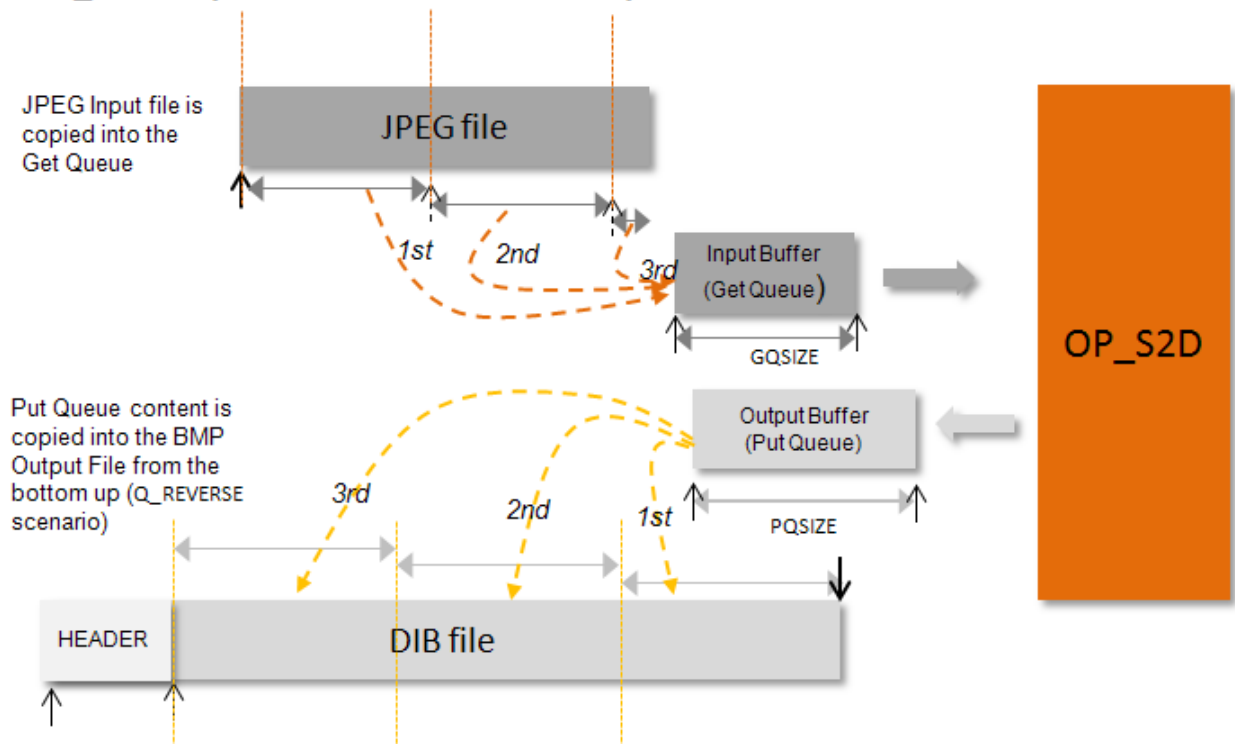 JPEG Input file is
copied into the
Get Queue
JPEG file
1st
2nd
3rd
Input Buffer
(Get Queue)
GQSIZE
OP_S2D
Put Queue content is
copied into the BMP
Output File from the
bottom up (Q_REVERSE
scenario)
Output Buffer
(Put Queue)
PQSIZE
3rd
2nd
1st
HEADER
DIB file